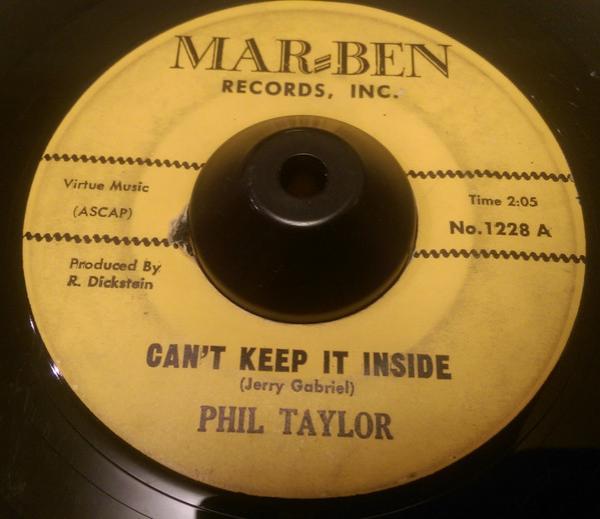 MAR=BEN
RECORDS, INC.
Virtue Music
(ASCAP)
Time 2:05
No.1228 A
Produced By
R. Dickstein
CAN'T KEEP IT INSIDE
(Jerry Gabriel)
PHIL TAYLOR